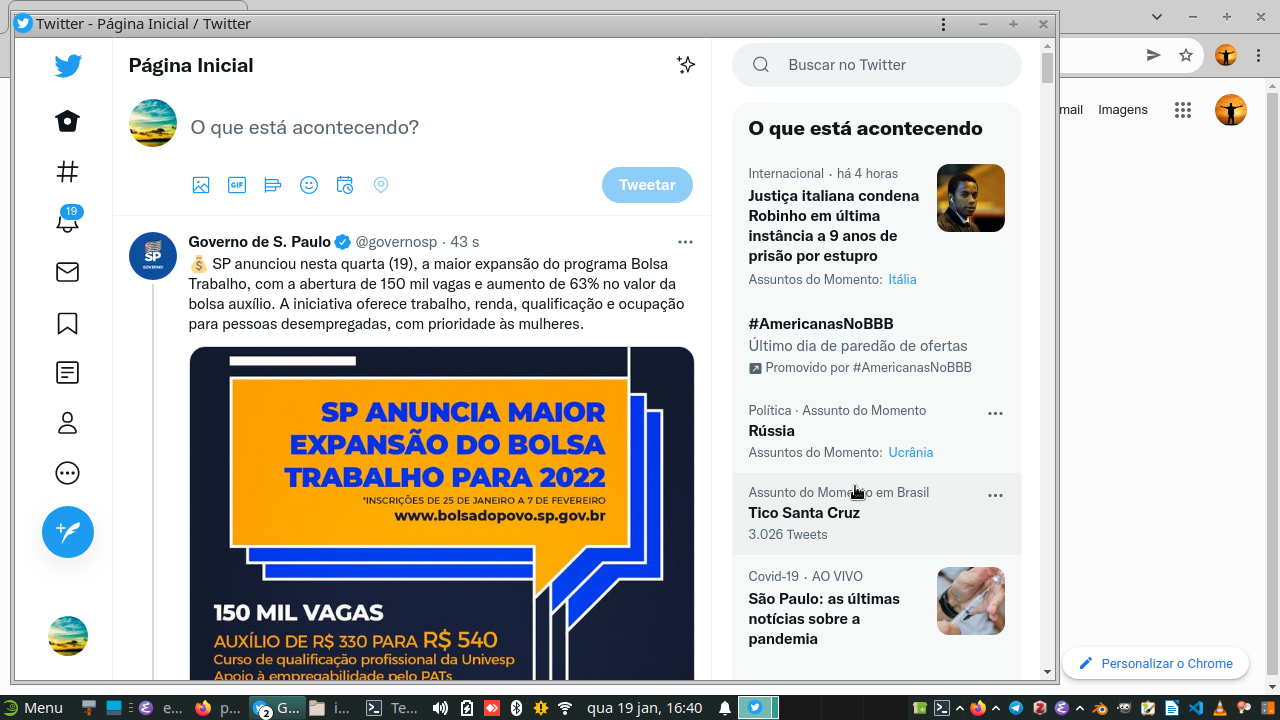 Twitter - Página Inicial / Twitter
Página Inicial
Buscar no Twitter
mail
Imagens
O que está acontecendo?
GIF
Tweetar
19
O que está acontecendo
Internacional · há 4 horas
Justiça italiana condena
Robinho em última
instância a 9 anos de
prisão por estupro
Assuntos do Momento: Itália
#AmericanasNoBBB
Último dia de paredão de ofertas
Promovido por #AmericanasNoBBB
Política · Assunto do Momento
Rússia
Assuntos do Momento: Ucrânia
Assunto do Momento em Brasil
Tico Santa Cruz
3.026 Tweets
Covid-19 · AO VIVO
São Paulo: as últimas
notícias sobre a
pandemia
SP
GOVERNO
Governo de S. Paulo @governosp · 43 s
💰 SP anunciou nesta quarta (19), a maior expansão do programa Bolsa
Trabalho, com a abertura de 150 mil vagas e aumento de 63% no valor da
bolsa auxílio. A iniciativa oferece trabalho, renda, qualificação e ocupação
para pessoas desempregadas, com prioridade às mulheres.
SP ANUNCIA MAIOR
EXPANSÃO DO BOLSA
TRABALHO PARA 2022
*INSCRIÇÕES DE 25 DE JANEIRO A 7 DE FEVEREIRO
www.bolsadopovo.sp.gov.br
150 MIL VAGAS
AUXÍLIO DE R$ 330 PARA R$ 540
Curso de qualificação profissional da Univesp
Apoio à empregabilidade pelo PATs
Personalizar o Chrome
Menu
e...
p...
2
G...
i...
Te...
qua 19 jan, 16:40